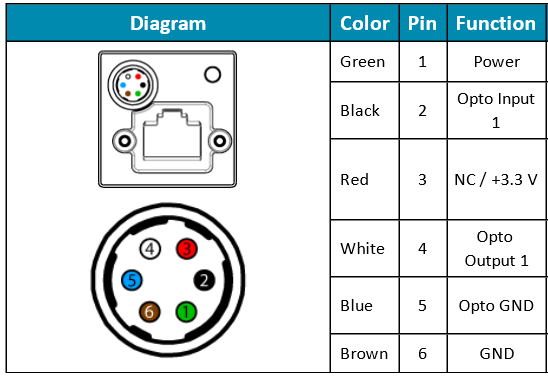 Diagram Color Pin Function
Green 1 Power
Black 2 Opto Input
1
Red 3 NC / +3.3 V
White 4 Opto
Output 1
Blue 5 Opto GND
Brown 6 GND
4 3
5 2
6 1